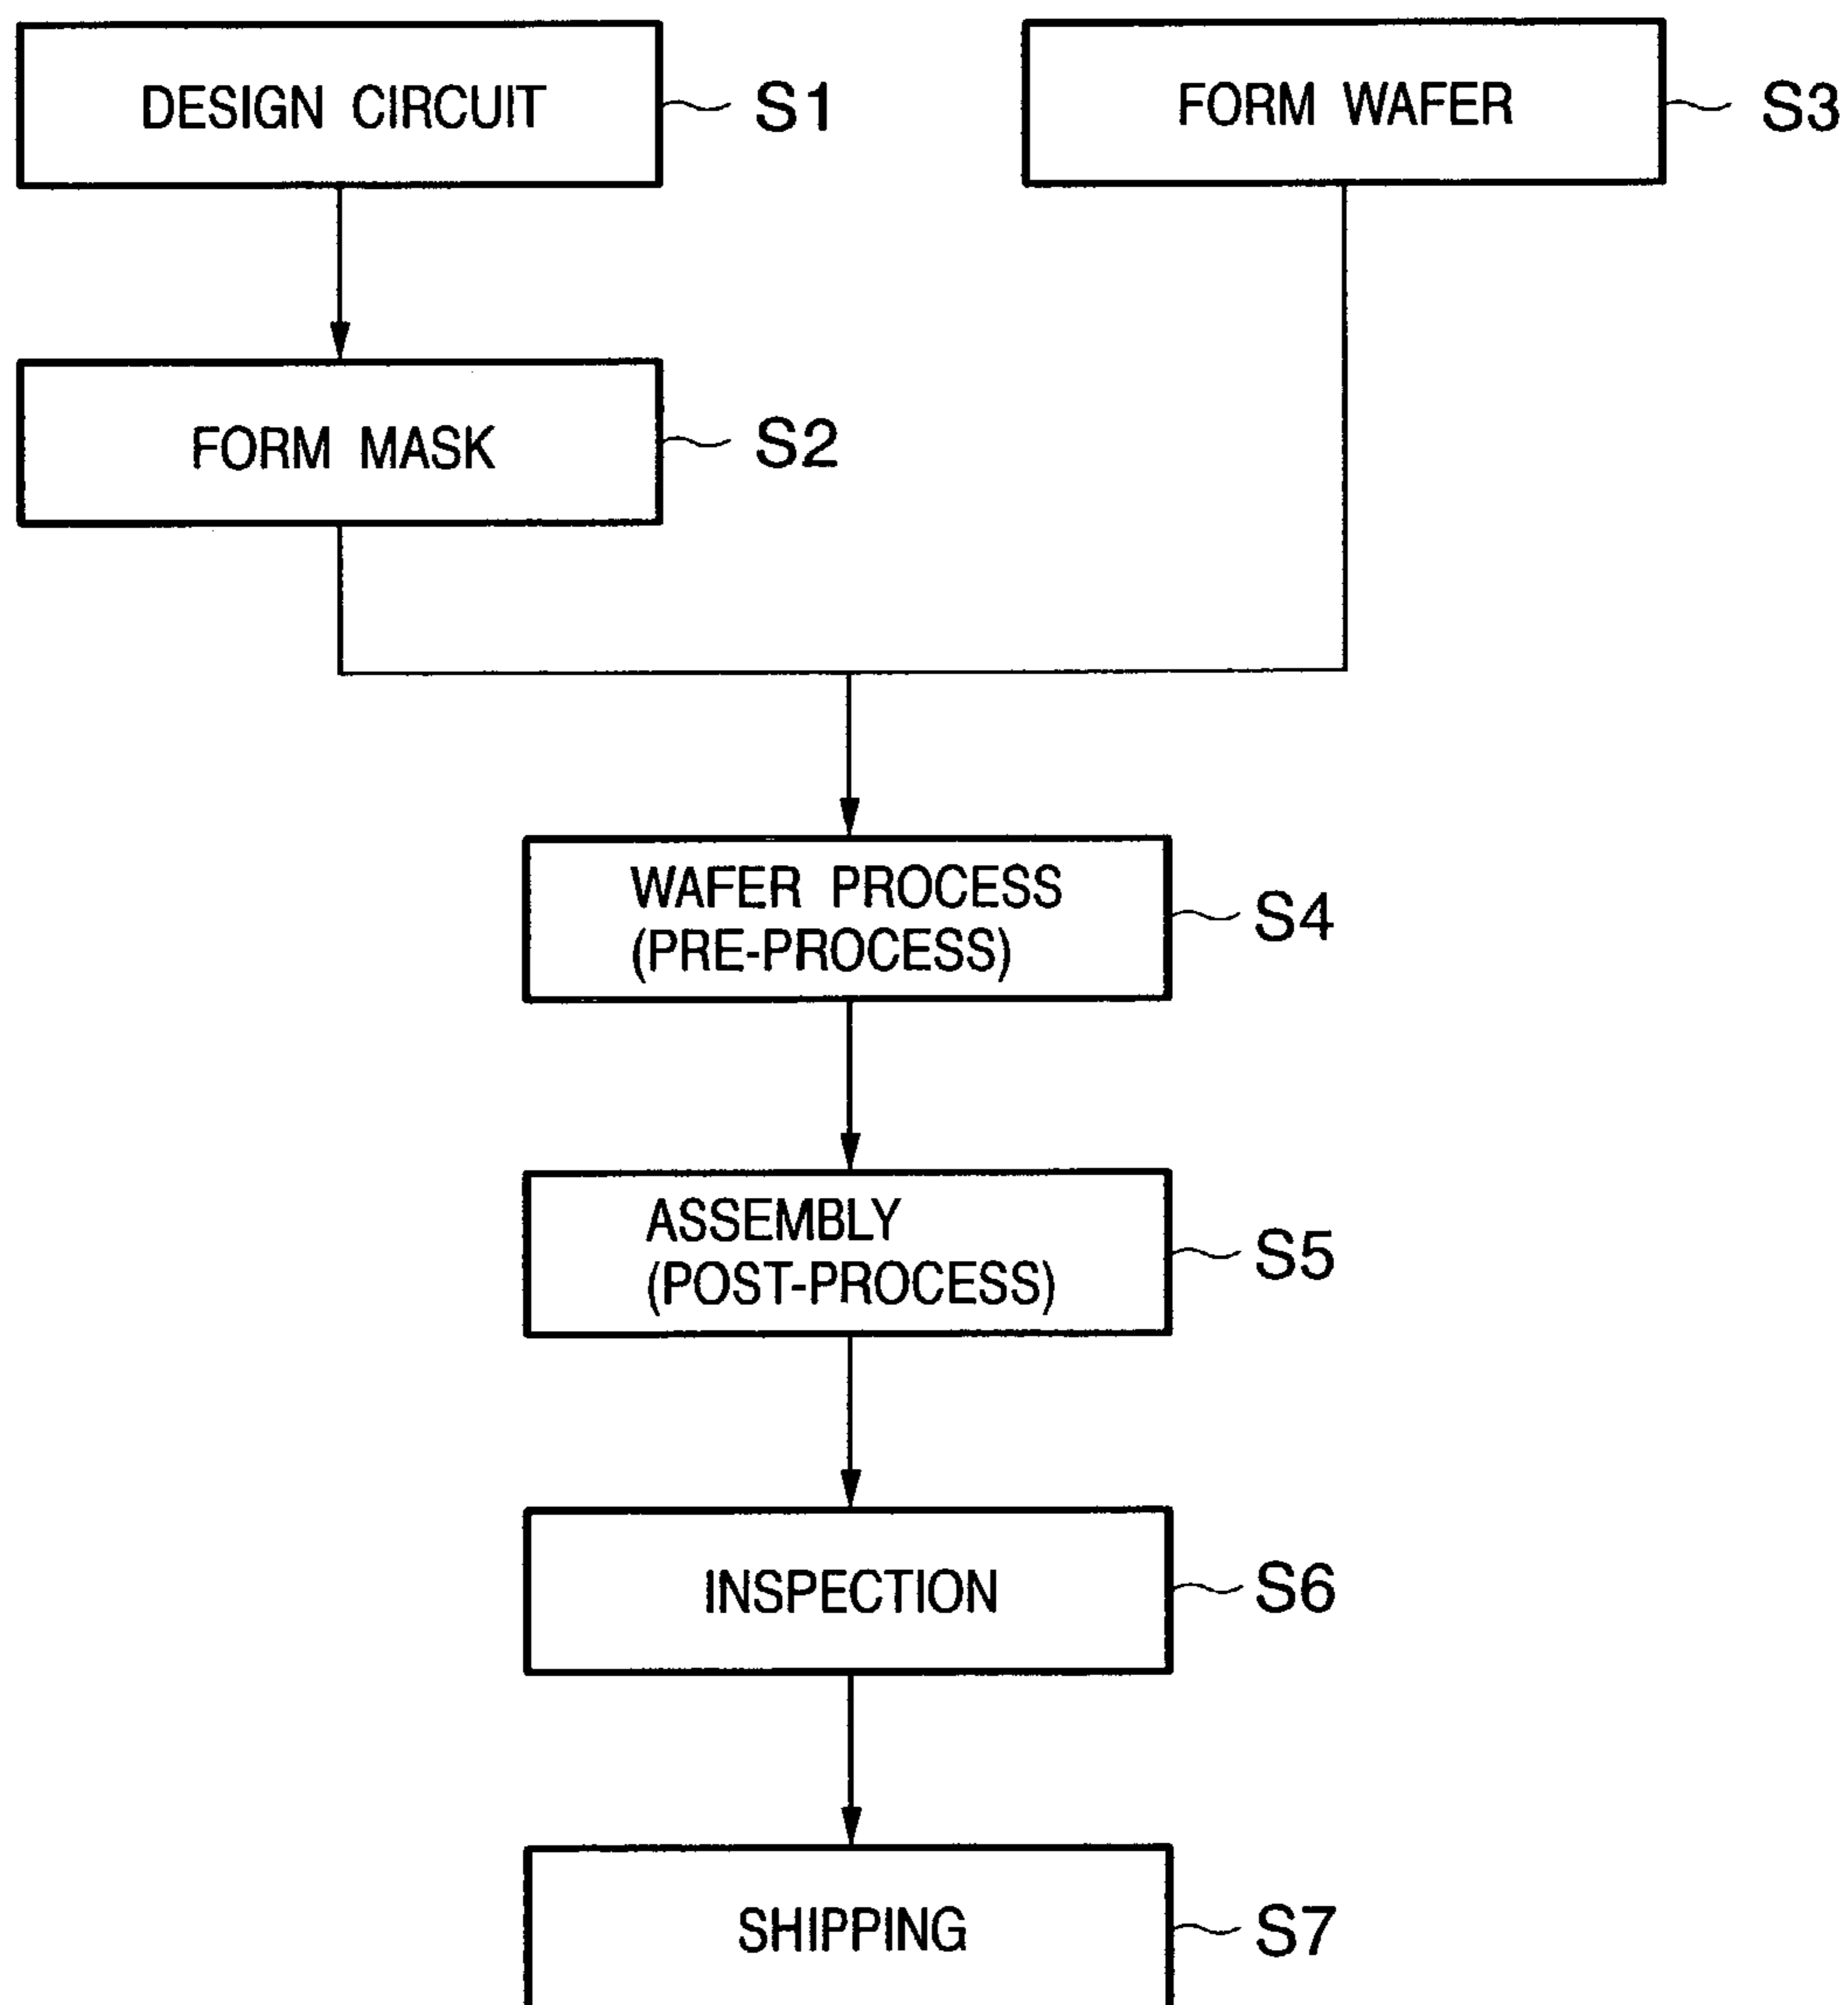 DESIGN CIRCUIT
S1
FORM WAFER
S3
FORM MASK
S2
WAFER PROCESS
(PRE-PROCESS)
S4
ASSEMBLY
(POST-PROCESS)
S5
INSPECTION
S6
SHIPPING
S7